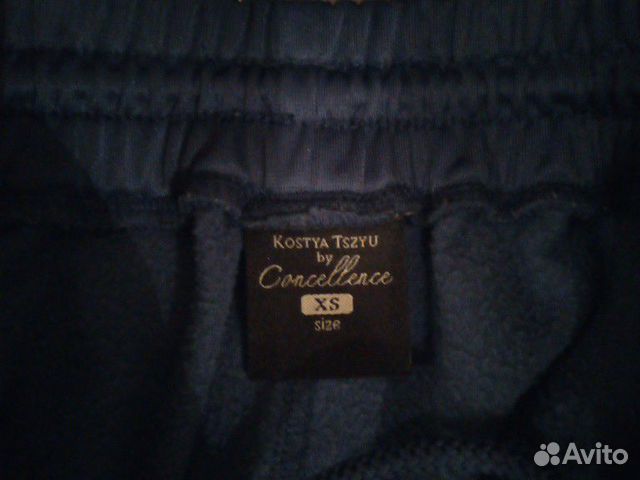 KOSTYA TSZYU
by
Concellence
XS
size
Avito